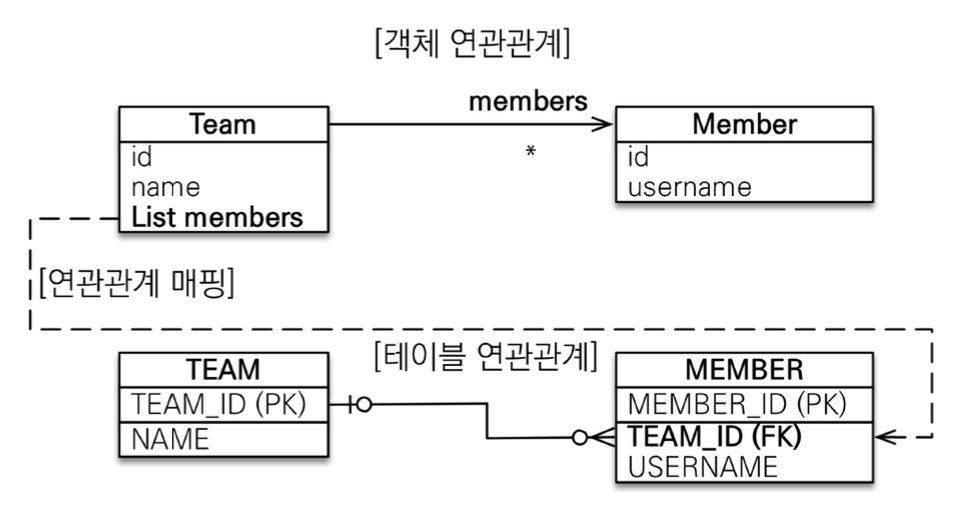 [객체 연관관계]
Team
id
name
List members
members
*
Member
id
username
[연관관계 매핑]
[테이블 연관관계]
TEAM
TEAM_ID (PK)
NAME
MEMBER
MEMBER_ID (PK)
TEAM_ID (FK)
USERNAME